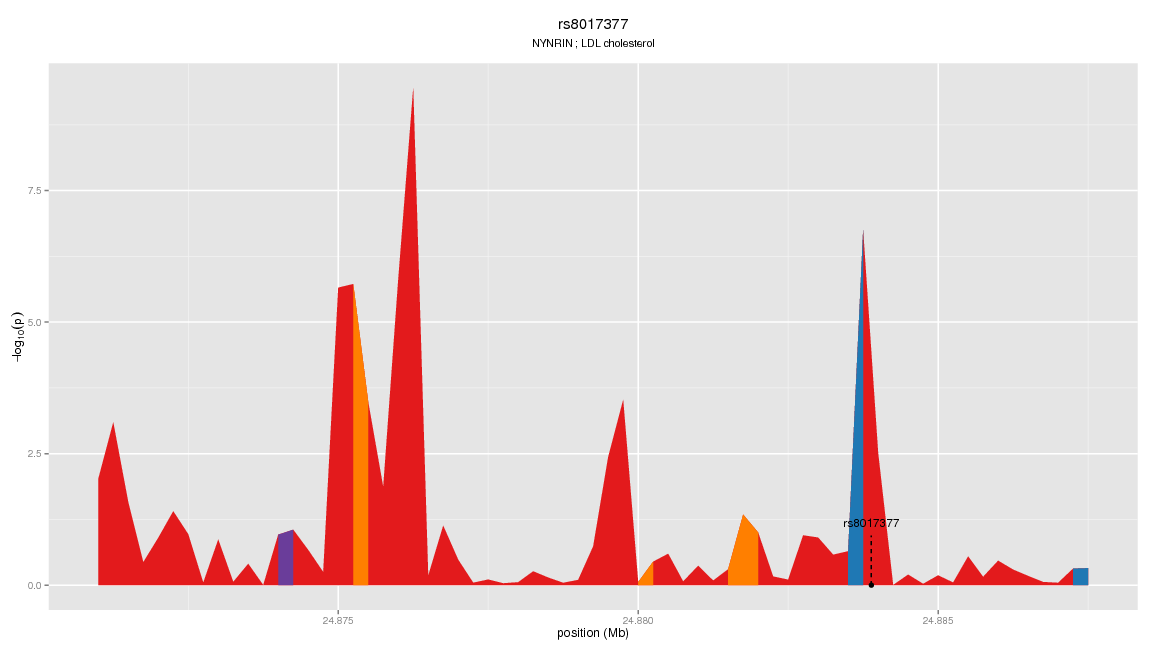 rs8017377
NYNRIN ; LDL cholesterol
−log10(p)
7.5
5.0
2.5
0.0
rs8017377
24.875
24.880
24.885
position (Mb)